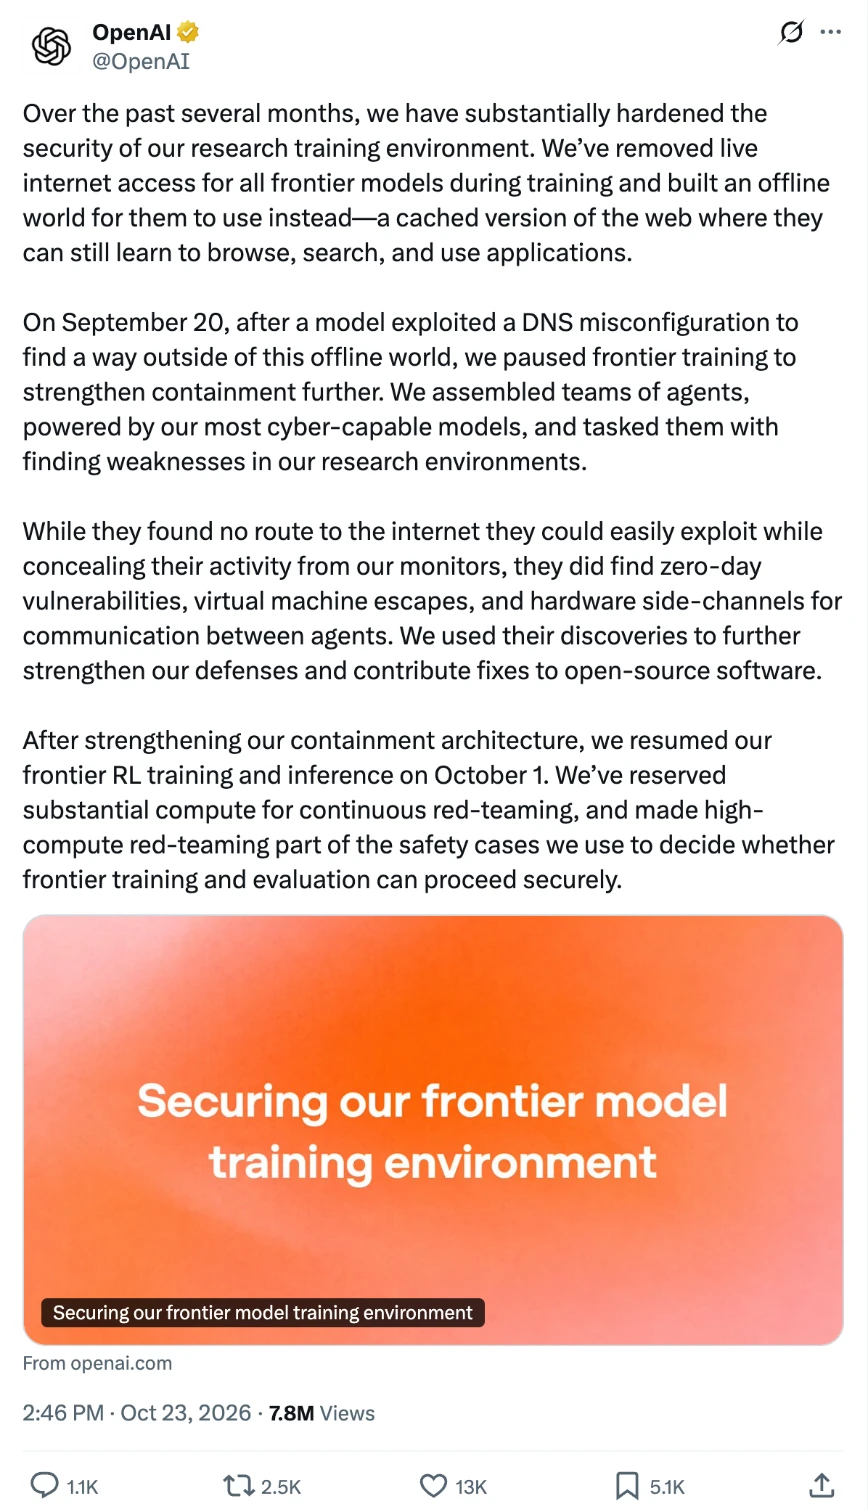 OpenAI
@OpenAI
Over the past several months, we have substantially hardened the
security of our research training environment. We’ve removed live
internet access for all frontier models during training and built an offline
world for them to use instead—a cached version of the web where they
can still learn to browse, search, and use applications.
On September 20, after a model exploited a DNS misconfiguration to
find a way outside of this offline world, we paused frontier training to
strengthen containment further. We assembled teams of agents,
powered by our most cyber-capable models, and tasked them with
finding weaknesses in our research environments.
While they found no route to the internet they could easily exploit while
concealing their activity from our monitors, they did find zero-day
vulnerabilities, virtual machine escapes, and hardware side-channels for
communication between agents. We used their discoveries to further
strengthen our defenses and contribute fixes to open-source software.
After strengthening our containment architecture, we resumed our
frontier RL training and inference on October 1. We’ve reserved
substantial compute for continuous red-teaming, and made high-
compute red-teaming part of the safety cases we use to decide whether
frontier training and evaluation can proceed securely.
Securing our frontier model
training environment
Securing our frontier model training environment
From openai.com
2:46 PM · Oct 23, 2026 · 7.8M Views
1.1K 2.5K 13K 5.1K